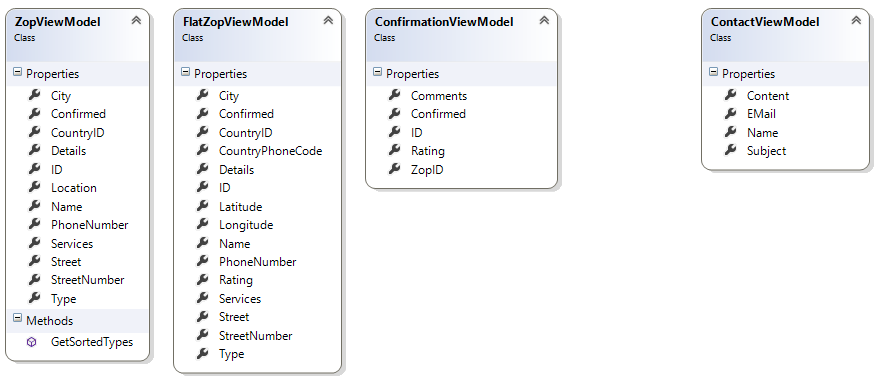 ZopViewModel
Class
Properties
City
Confirmed
CountryID
Details
ID
Location
Name
PhoneNumber
Services
Street
StreetNumber
Type
Methods
GetSortedTypes
FlatZopViewModel
Class
Properties
City
Confirmed
CountryID
CountryPhoneCode
Details
ID
Latitude
Longitude
Name
PhoneNumber
Rating
Services
Street
StreetNumber
Type
ConfirmationViewModel
Class
Properties
Comments
Confirmed
ID
Rating
ZopID
ContactViewModel
Class
Properties
Content
EMail
Name
Subject